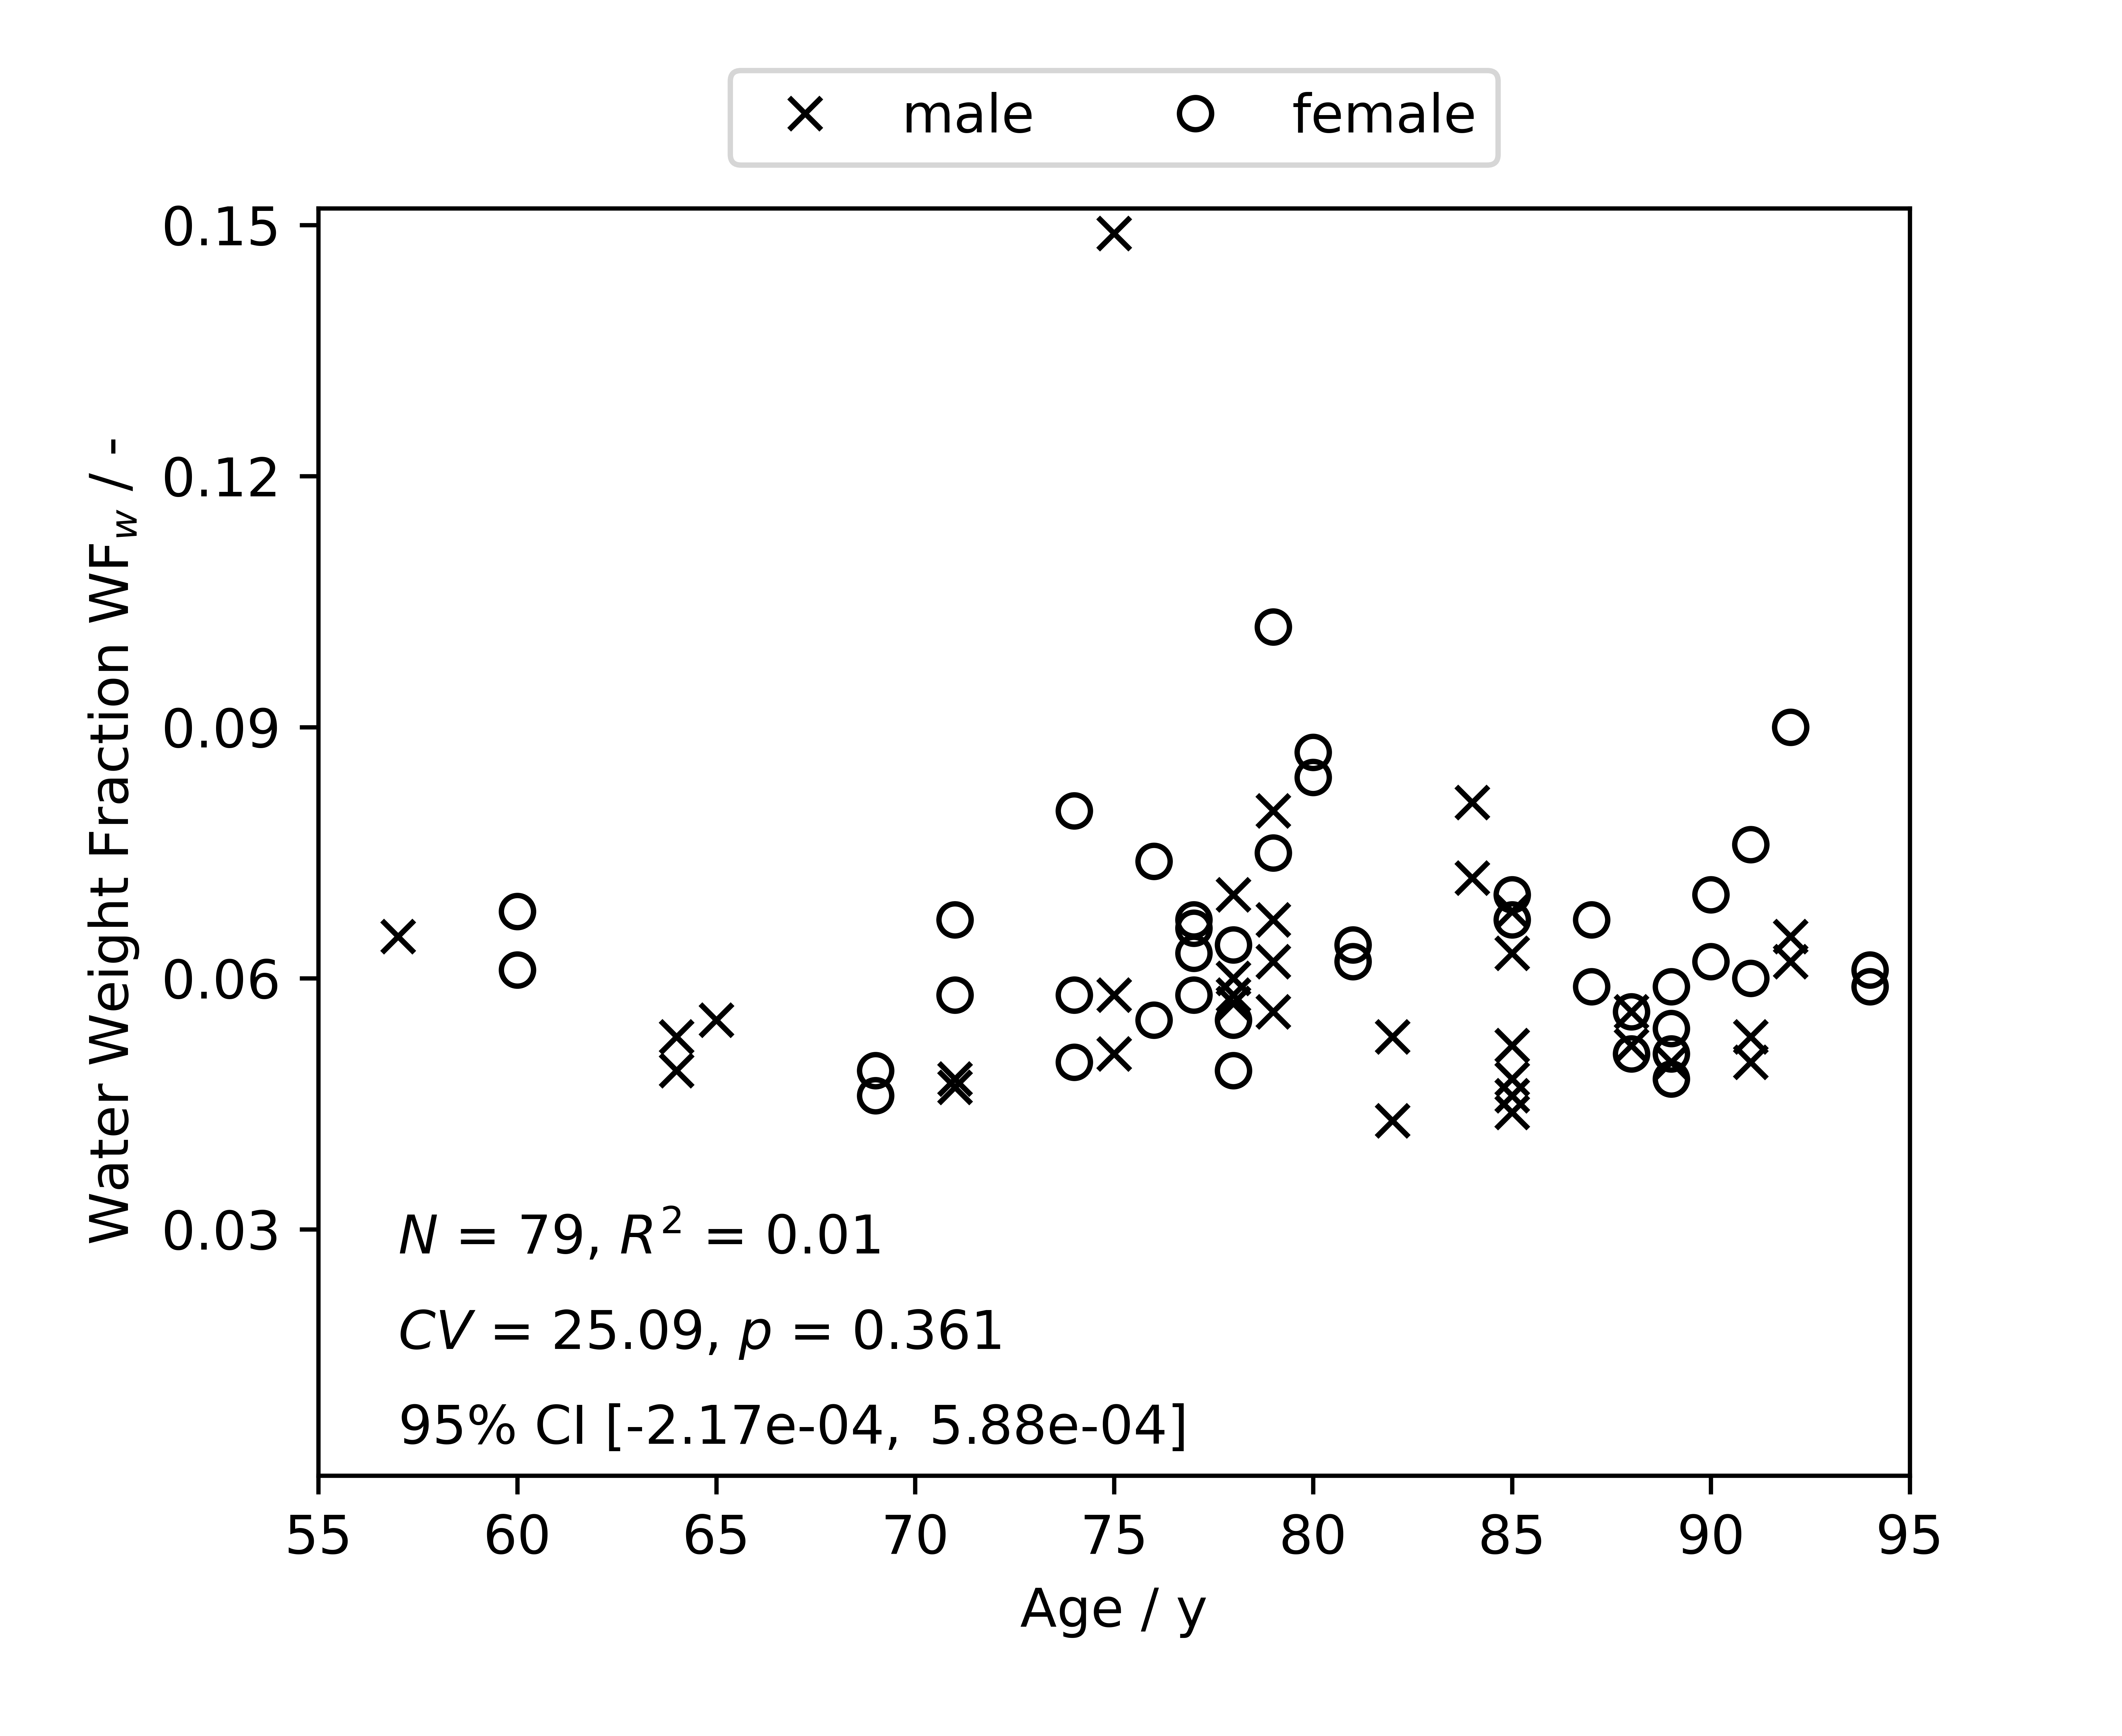 male female
0.15
0.12
0.09
0.06
0.03
Water Weight Fraction WF_w / -
N = 79, R² = 0.01
CV = 25.09, p = 0.361
95% CI [-2.17e-04, 5.88e-04]
55 60 65 70 75 80 85 90 95
Age / y